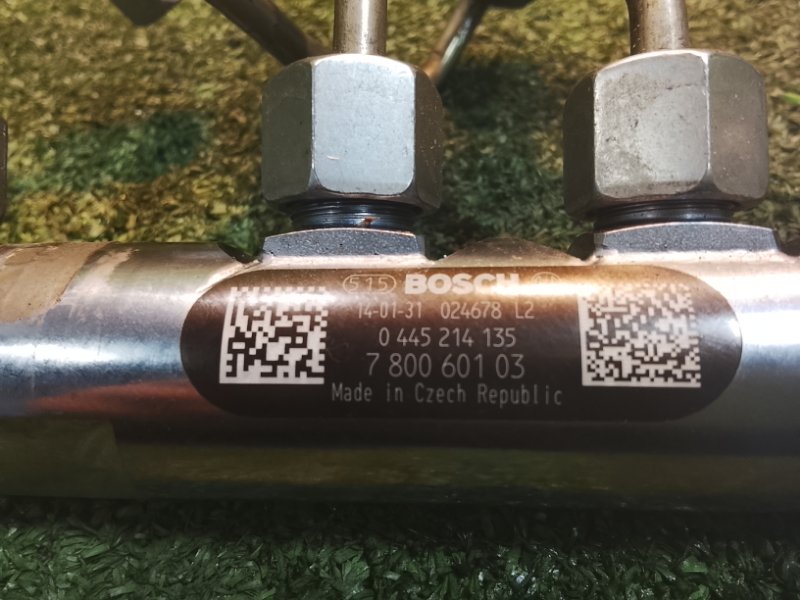 515 BOSCH
14-01-31 024678 L2
0 445 214 135
7 800 601 03
Made in Czech Republic